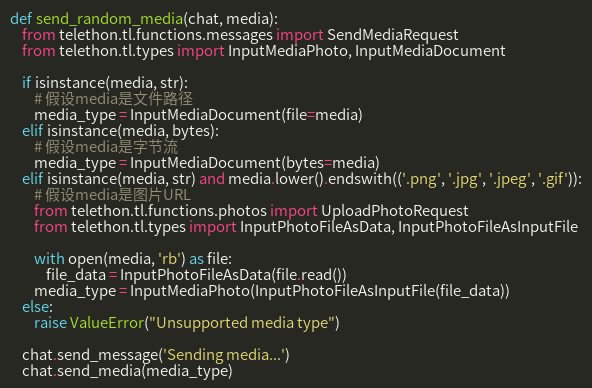 def send_random_media(chat, media):
    from telethon.tl.functions.messages import SendMediaRequest
    from telethon.tl.types import InputMediaPhoto, InputMediaDocument

    if isinstance(media, str):
        # 假设media是文件路径
        media_type = InputMediaDocument(file=media)
    elif isinstance(media, bytes):
        # 假设media是字节流
        media_type = InputMediaDocument(bytes=media)
    elif isinstance(media, str) and media.lower().endswith(('.png', '.jpg', '.jpeg', '.gif')):
        # 假设media是图片URL
        from telethon.tl.functions.photos import UploadPhotoRequest
        from telethon.tl.types import InputPhotoFileAsData, InputPhotoFileAsInputFile

        with open(media, 'rb') as file:
            file_data = InputPhotoFileAsData(file.read())
        media_type = InputMediaPhoto(InputPhotoFileAsInputFile(file_data))
    else:
        raise ValueError("Unsupported media type")

    chat.send_message('Sending media...')
    chat.send_media(media_type)